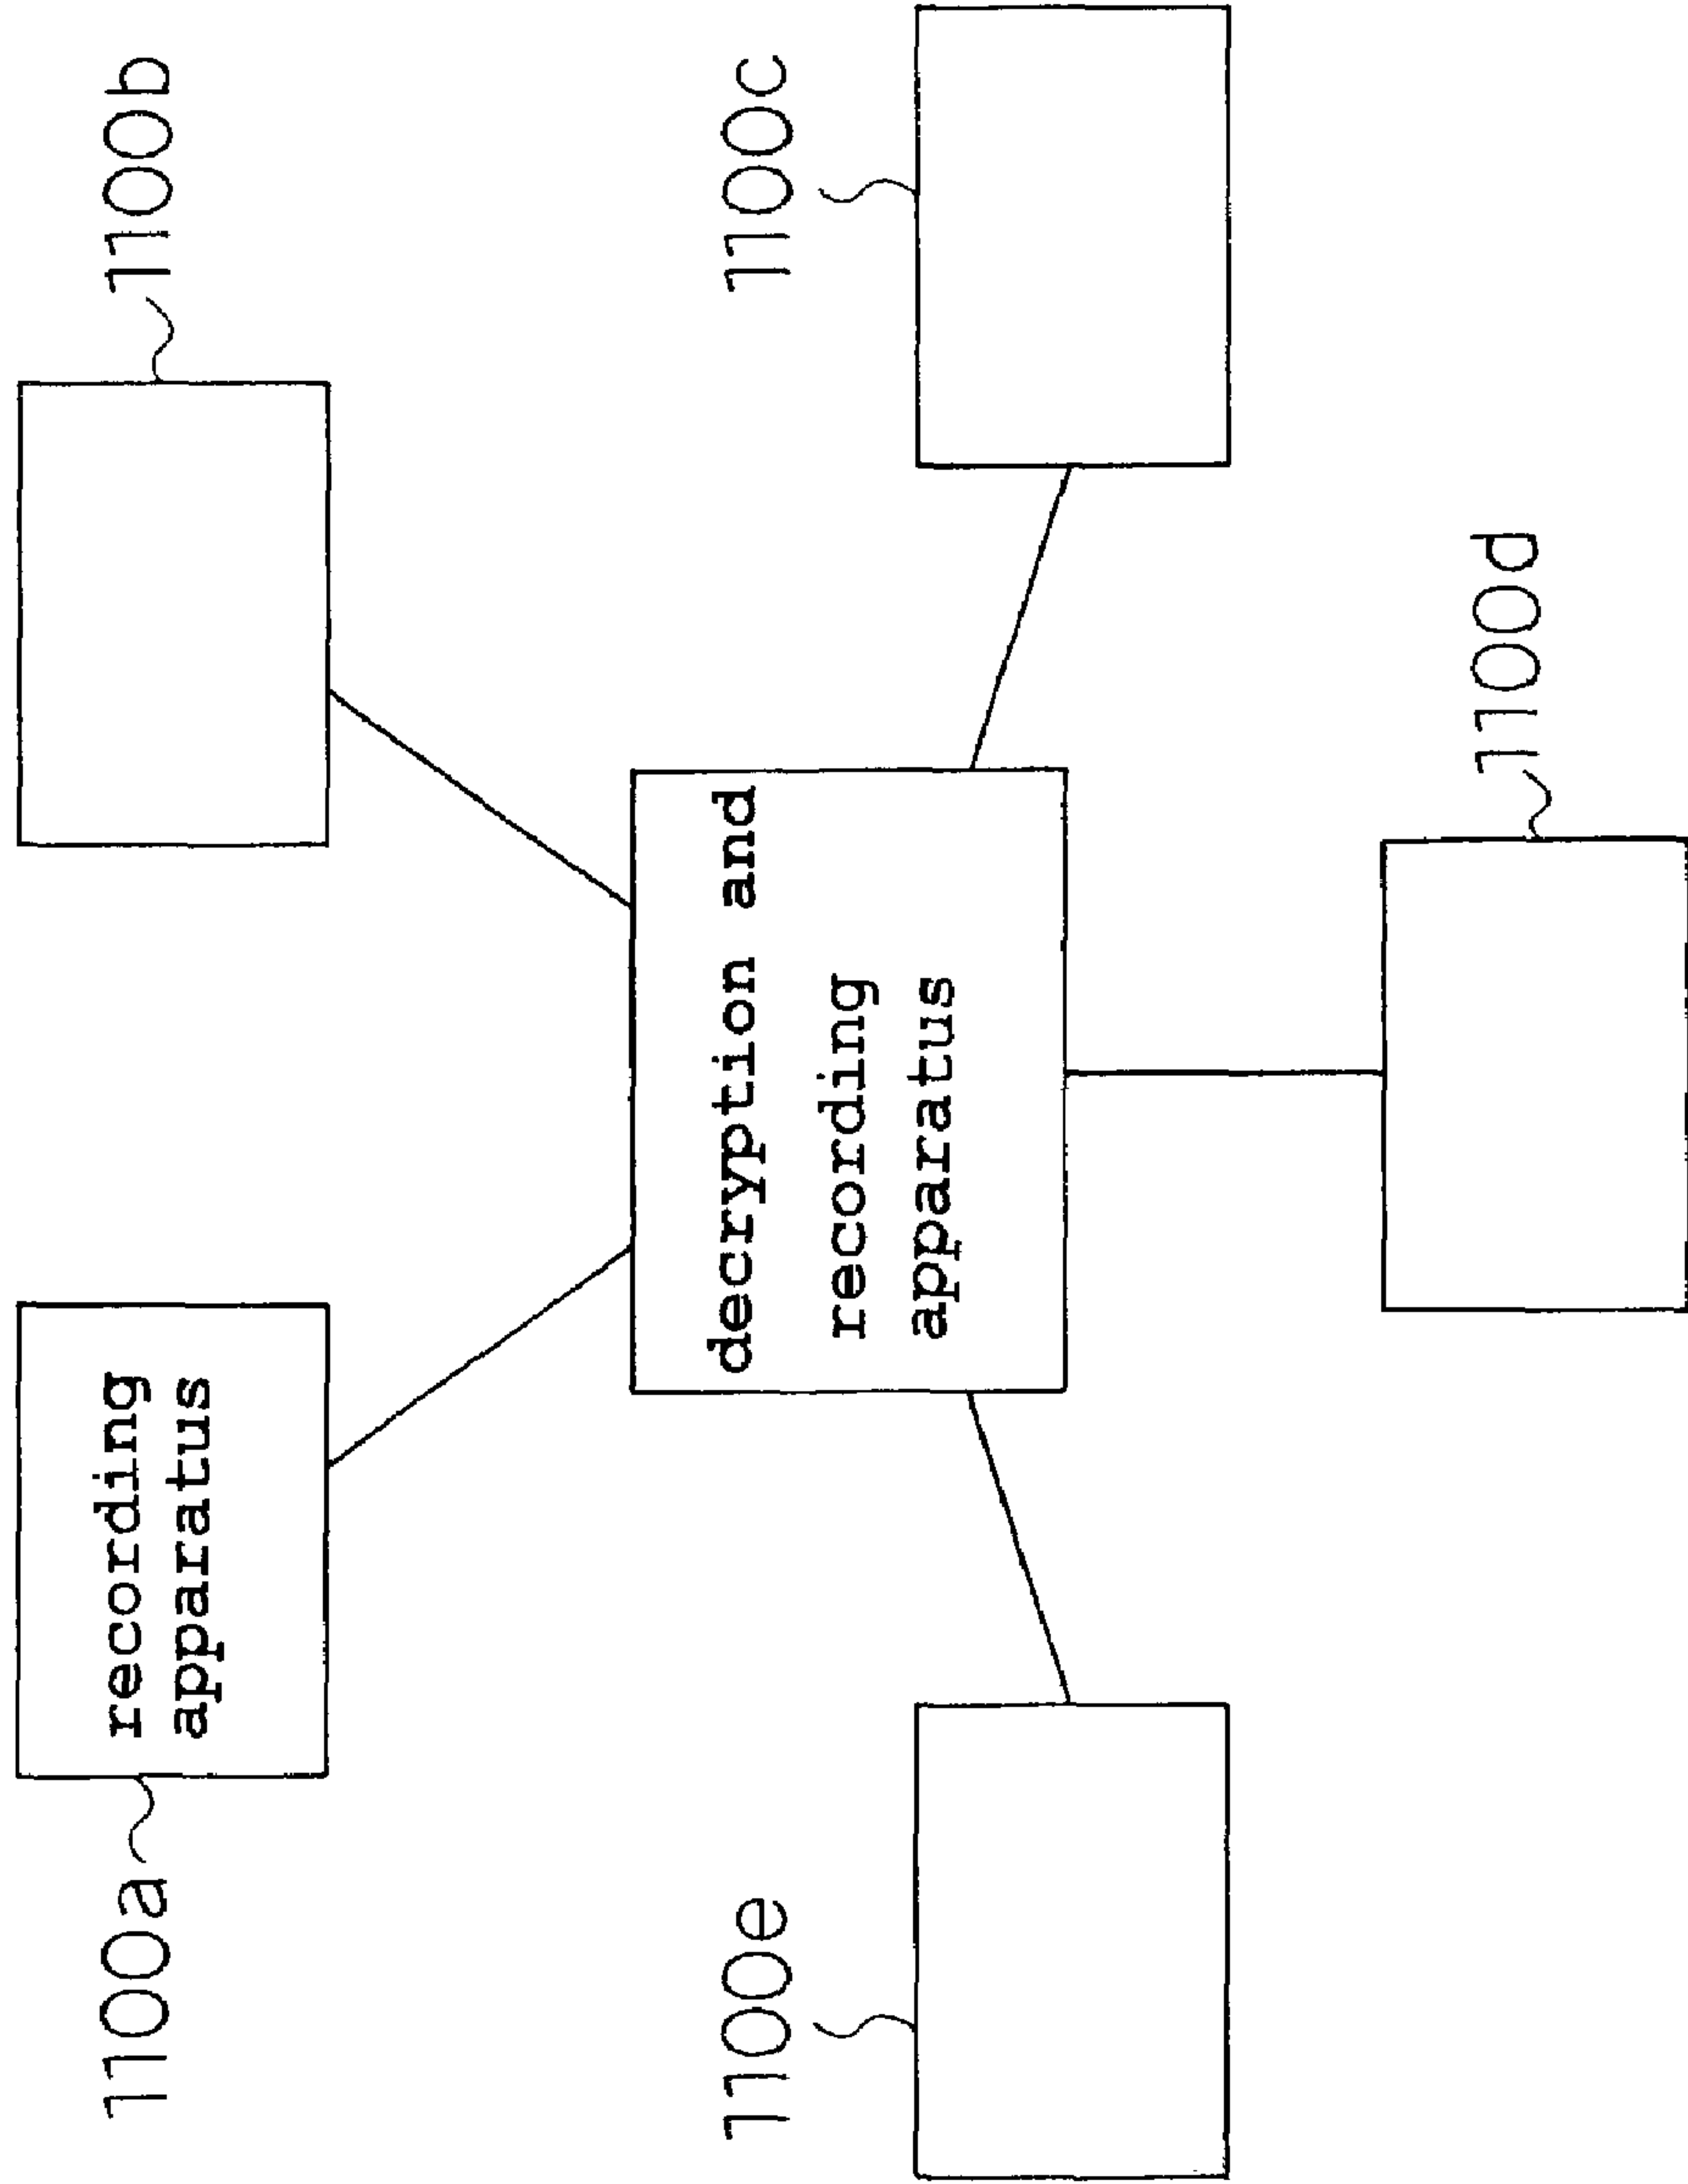 1100a
recording
apparatus
1100b
decryption and
recording
apparatus
1100e
1100c
1100d